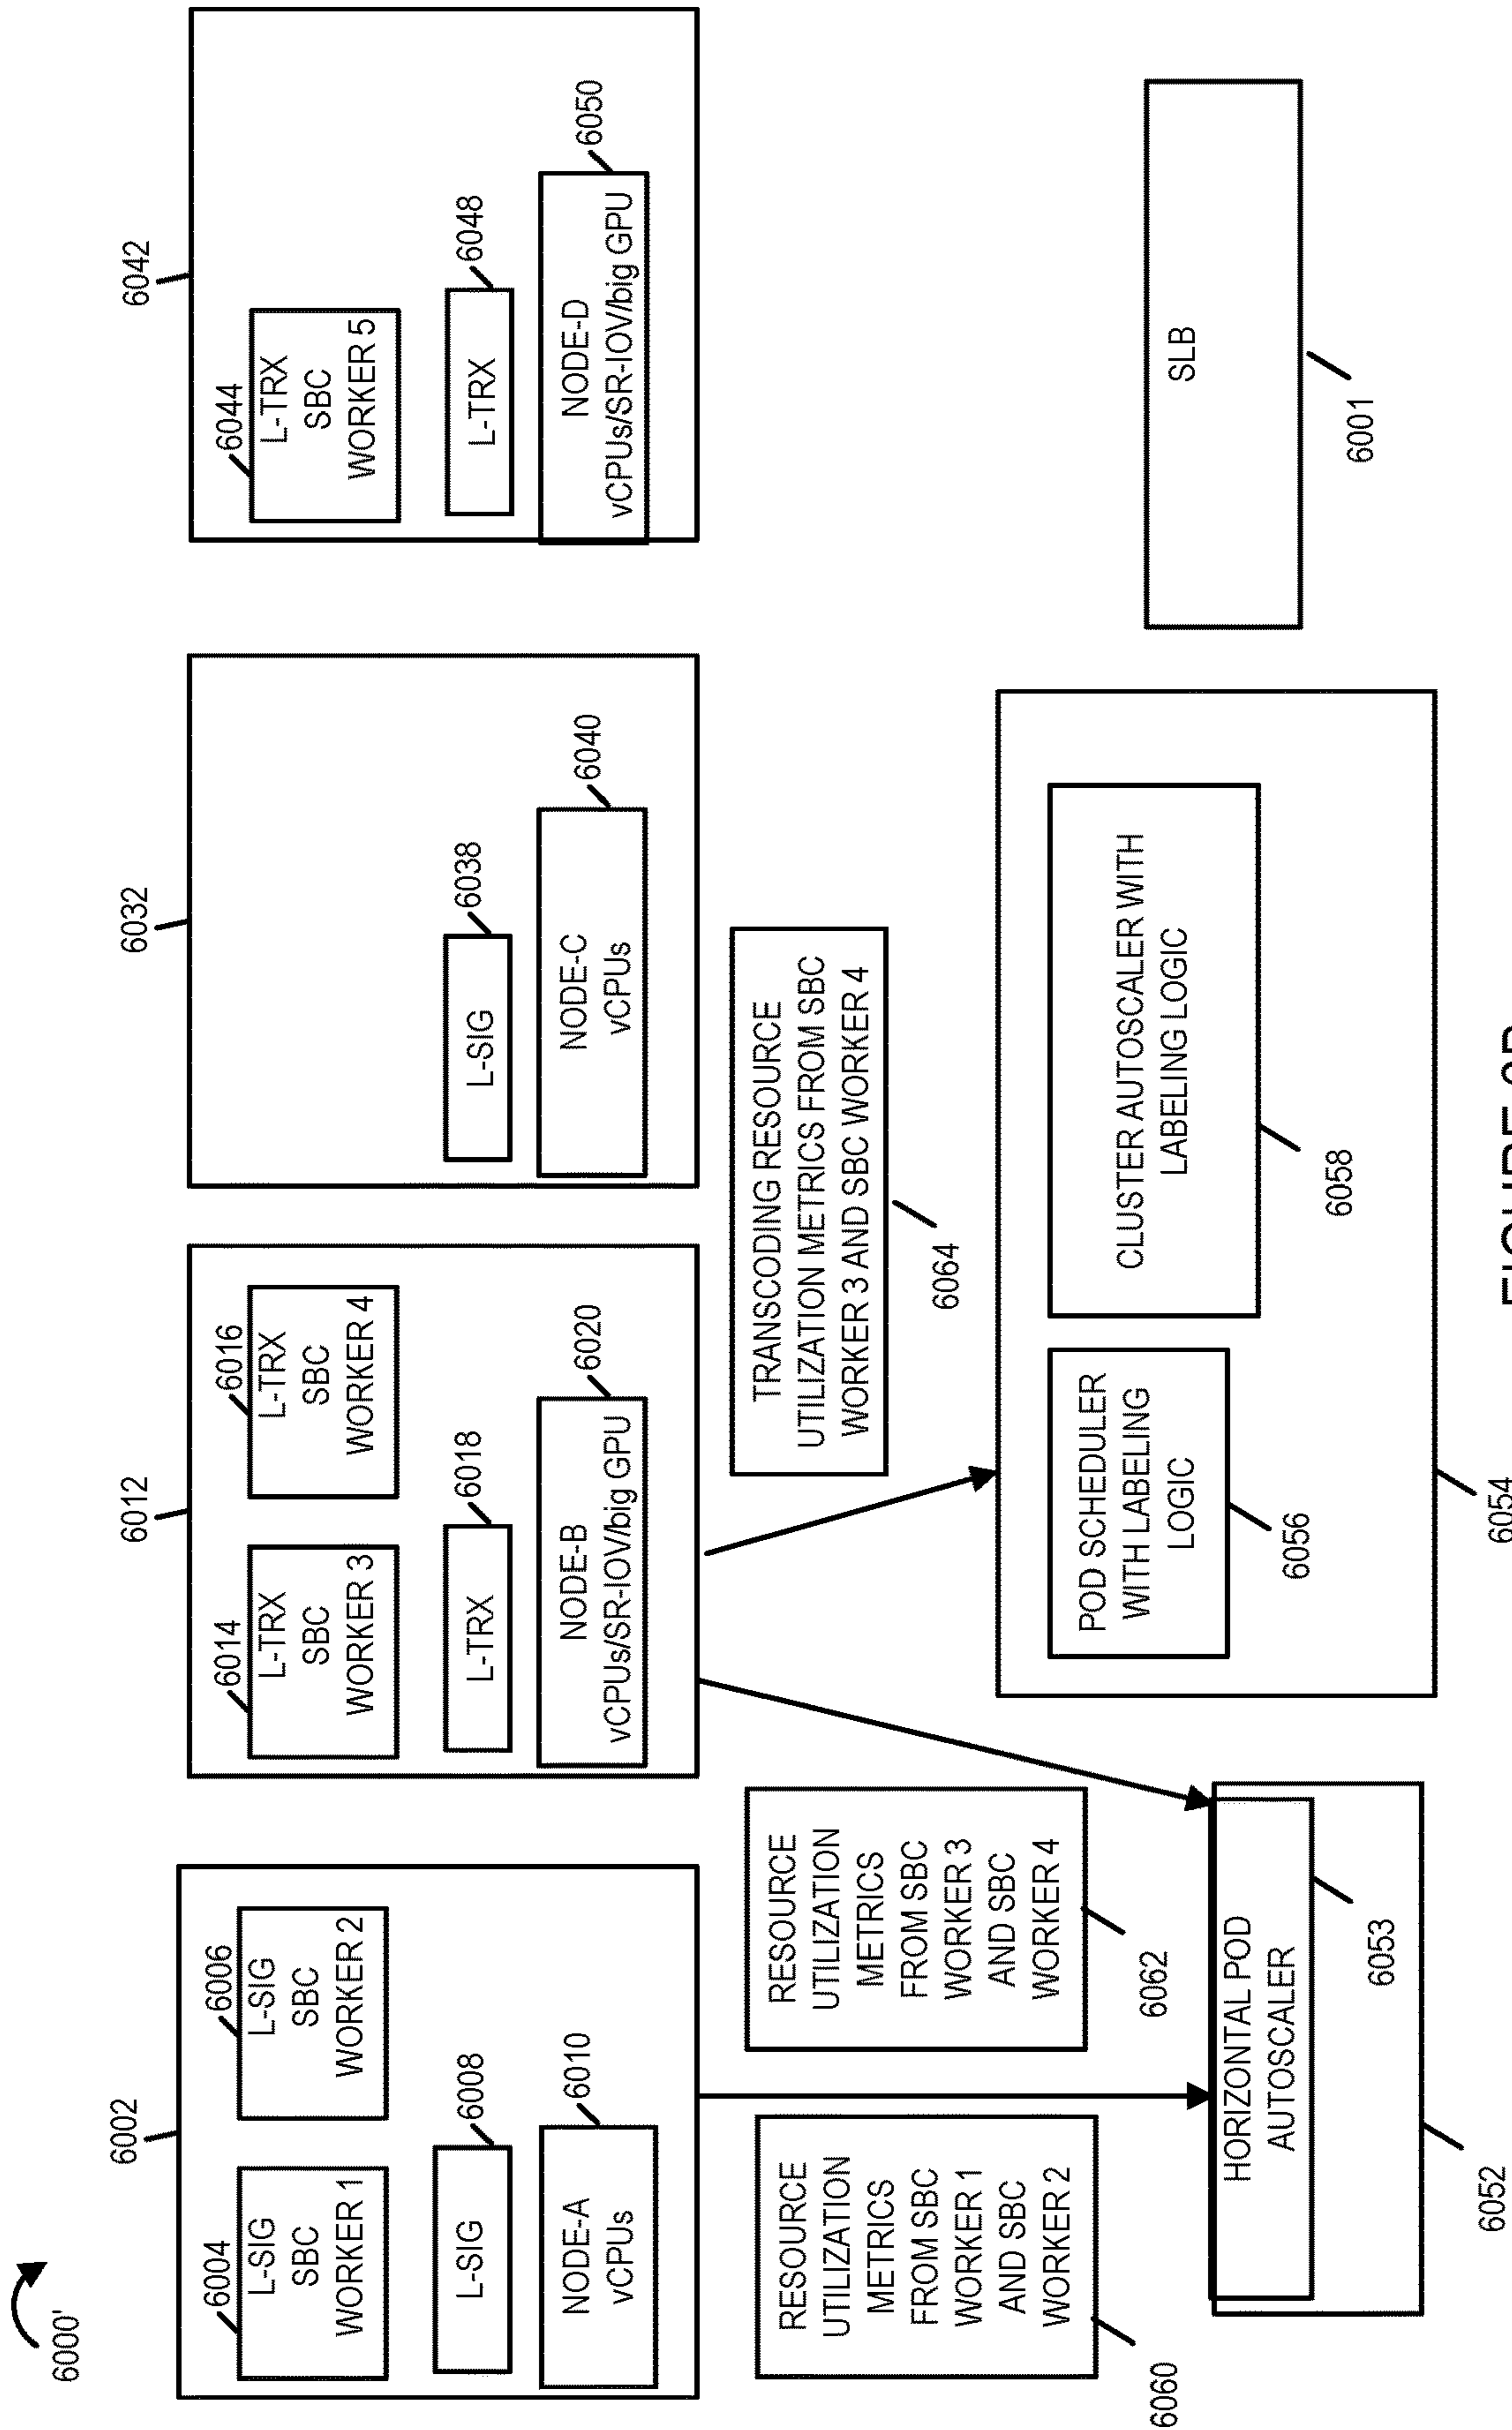 6000'
6002
6004
L-SIG
SBC
WORKER 1
6006
L-SIG
SBC
WORKER 2
6008
L-SIG
6010
NODE-A
vCPUs
6012
6014
L-TRX
SBC
WORKER 3
6016
L-TRX
SBC
WORKER 4
6018
L-TRX
6020
NODE-B
vCPUs/SR-IOV/big GPU
6032
6038
L-SIG
6040
NODE-C
vCPUs
6042
6044
L-TRX
SBC
WORKER 5
6048
L-TRX
6050
NODE-D
vCPUs/SR-IOV/big GPU
RESOURCE
UTILIZATION
METRICS
FROM SBC
WORKER 1
AND SBC
WORKER 2
6060
RESOURCE
UTILIZATION
METRICS
FROM SBC
WORKER 3
AND SBC
WORKER 4
6062
TRANSCODING RESOURCE
UTILIZATION METRICS FROM SBC
WORKER 3 AND SBC WORKER 4
6064
HORIZONTAL POD
AUTOSCALER
6053
6052
POD SCHEDULER
WITH LABELING
LOGIC
6056
CLUSTER AUTOSCALER WITH
LABELING LOGIC
6058
6054
SLB
6001